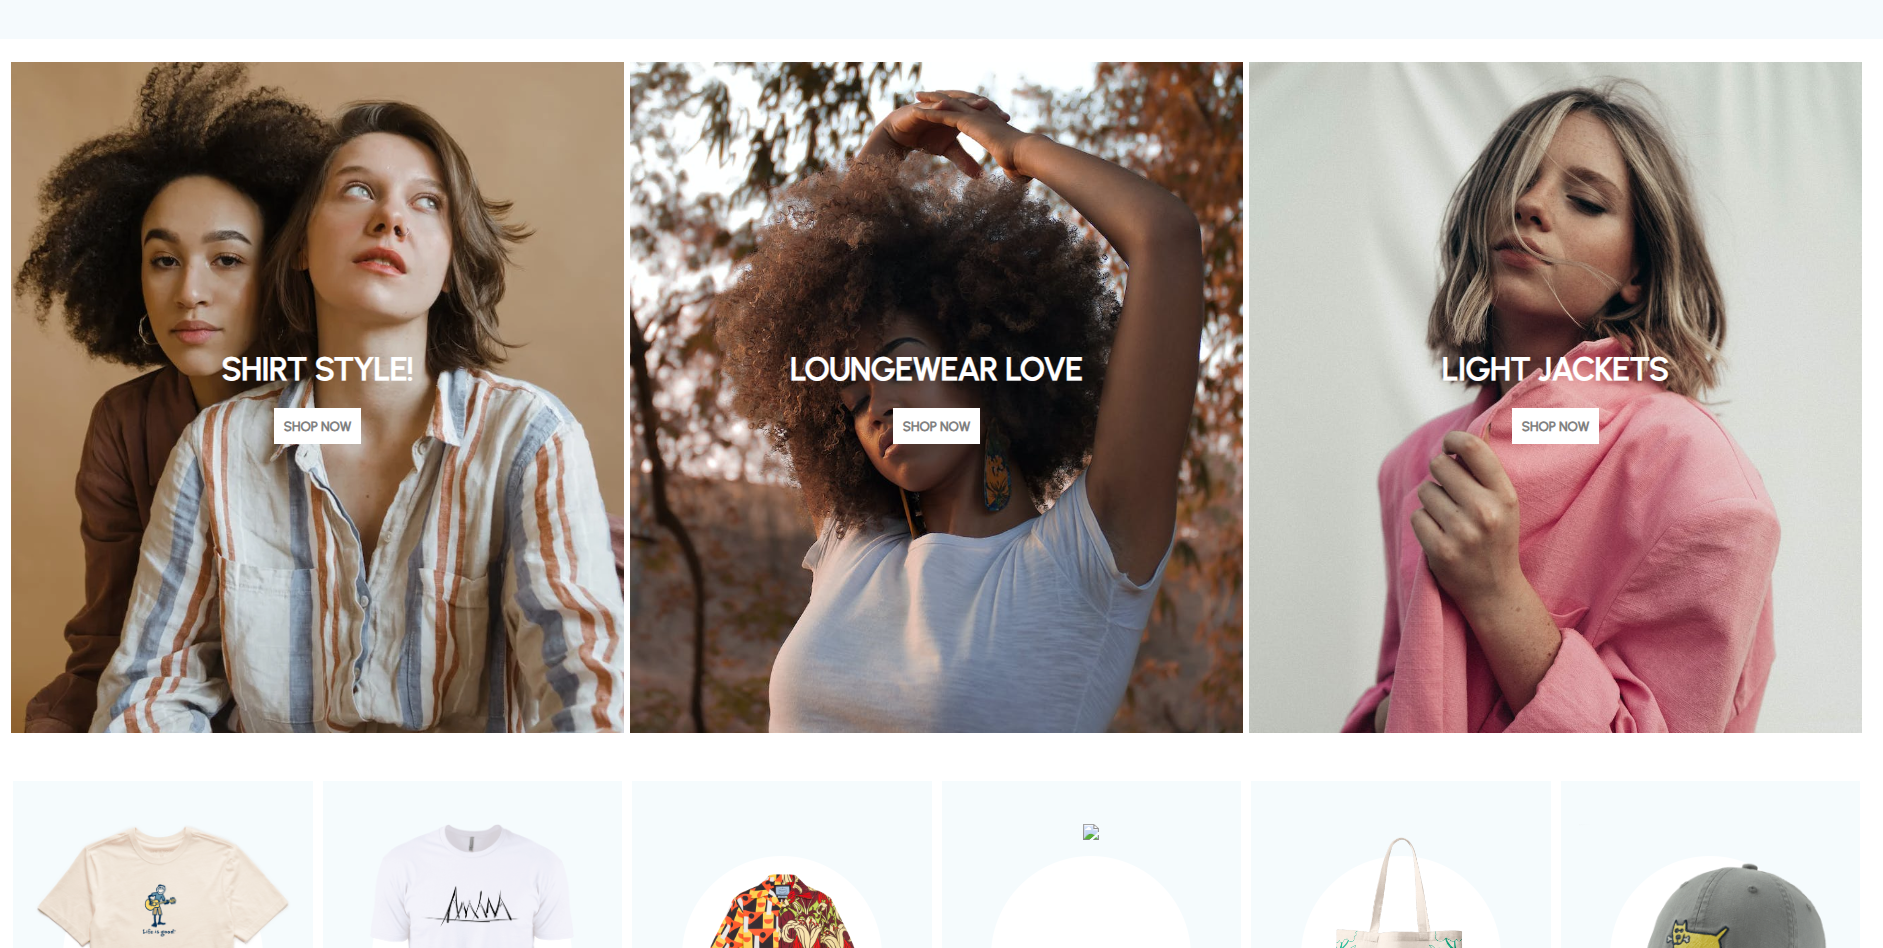 SHIRT STYLE!
SHOP NOW
LOUNGEWEAR LOVE
SHOP NOW
LIGHT JACKETS
SHOP NOW
Life is good